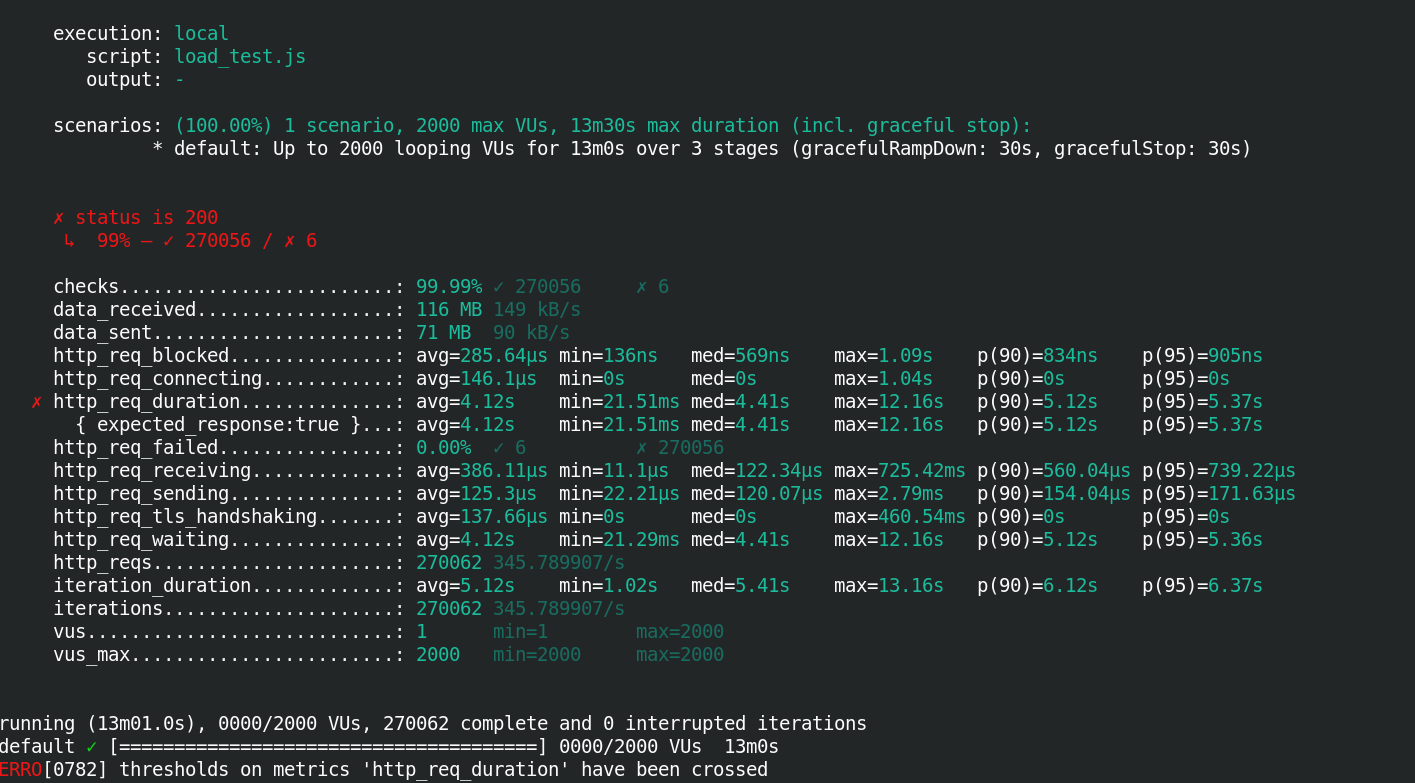 execution: local
script: load_test.js
output: -
scenarios: (100.00%) 1 scenario, 2000 max VUs, 13m30s max duration (incl. graceful stop):
* default: Up to 2000 looping VUs for 13m0s over 3 stages (gracefulRampDown: 30s, gracefulStop: 30s)
✗ status is 200
↳  99% — ✓ 270056 / ✗ 6
checks.........................: 99.99% ✓ 270056     ✗ 6
data_received..................: 116 MB 149 kB/s
data_sent......................: 71 MB  90 kB/s
http_req_blocked...............: avg=285.64µs min=136ns   med=569ns    max=1.09s    p(90)=834ns    p(95)=905ns
http_req_connecting............: avg=146.1µs  min=0s      med=0s       max=1.04s    p(90)=0s       p(95)=0s
✗ http_req_duration..............: avg=4.12s    min=21.51ms med=4.41s    max=12.16s   p(90)=5.12s    p(95)=5.37s
{ expected_response:true }...: avg=4.12s    min=21.51ms med=4.41s    max=12.16s   p(90)=5.12s    p(95)=5.37s
http_req_failed................: 0.00%  ✓ 6          ✗ 270056
http_req_receiving.............: avg=386.11µs min=11.1µs  med=122.34µs max=725.42ms p(90)=560.04µs p(95)=739.22µs
http_req_sending...............: avg=125.3µs  min=22.21µs med=120.07µs max=2.79ms   p(90)=154.04µs p(95)=171.63µs
http_req_tls_handshaking.......: avg=137.66µs min=0s      med=0s       max=460.54ms p(90)=0s       p(95)=0s
http_req_waiting...............: avg=4.12s    min=21.29ms med=4.41s    max=12.16s   p(90)=5.12s    p(95)=5.36s
http_reqs......................: 270062 345.789907/s
iteration_duration.............: avg=5.12s    min=1.02s   med=5.41s    max=13.16s   p(90)=6.12s    p(95)=6.37s
iterations.....................: 270062 345.789907/s
vus............................: 1      min=1        max=2000
vus_max........................: 2000   min=2000     max=2000
running (13m01.0s), 0000/2000 VUs, 270062 complete and 0 interrupted iterations
default ✓ [======================================] 0000/2000 VUs  13m0s
ERRO[0782] thresholds on metrics 'http_req_duration' have been crossed